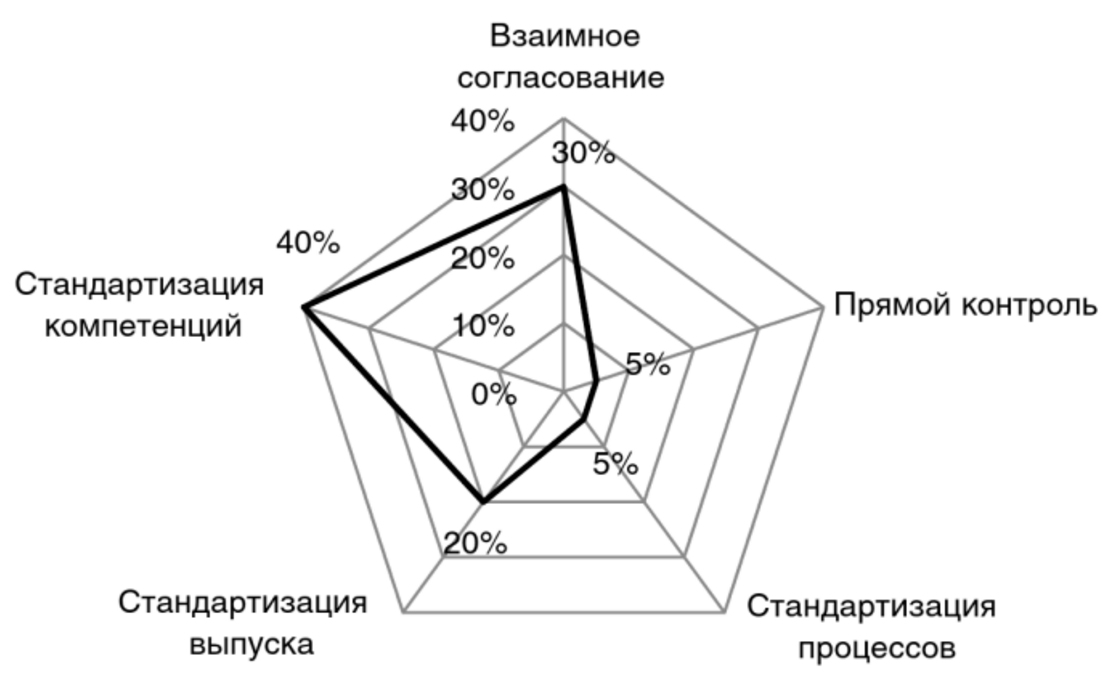 Взаимное
согласование
40%
30%
30%
20%
10%
0%
40%
Стандартизация
компетенций
Прямой контроль
5%
5%
20%
Стандартизация
выпуска
Стандартизация
процессов